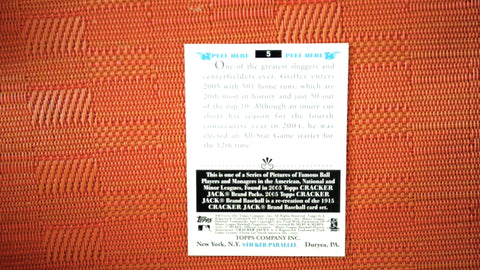 PEEL HERE 5 PEEL HERE
One of the greatest sluggers and
centerfielders ever, Griffey enters
2005 with 501 home runs, which are
20th most in history and just 50 out
of the top 10. Although an injury cut
short his season for the fourth
consecutive year in 2004, he was
elected an All-Star Game starter for
the 12th time.
This is one of a Series of Pictures of Famous Ball
Players and Managers in the American, National and
Minor Leagues, Found in 2005 Topps CRACKER
JACK® Brand Packs. 2005 Topps CRACKER
JACK® Brand Baseball is a re-creation of the 1915
CRACKER JACK® Brand Baseball card set.
Topps
TOPPS COMPANY INC.
New York, N.Y. STICKER PARALLEL Duryea, PA.